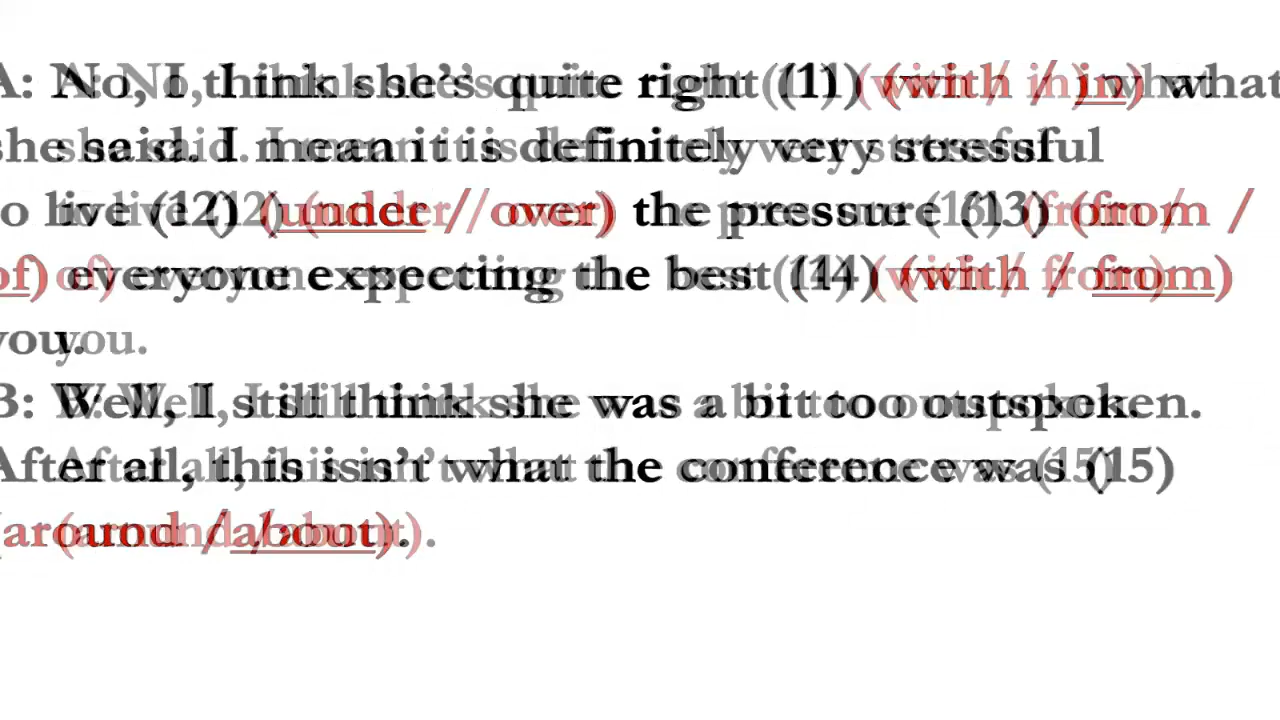 A: No, I think she's quite right (11) (with / in) what
she said. I mean it is definitely very stressful
to live (12) (under / over) the pressure (13) (from /
of) everyone expecting the best (14) (with / from)
you.
B: Well, I still think she was a bit too outspoken.
After all, this isn't what the conference was (15)
(around / about).